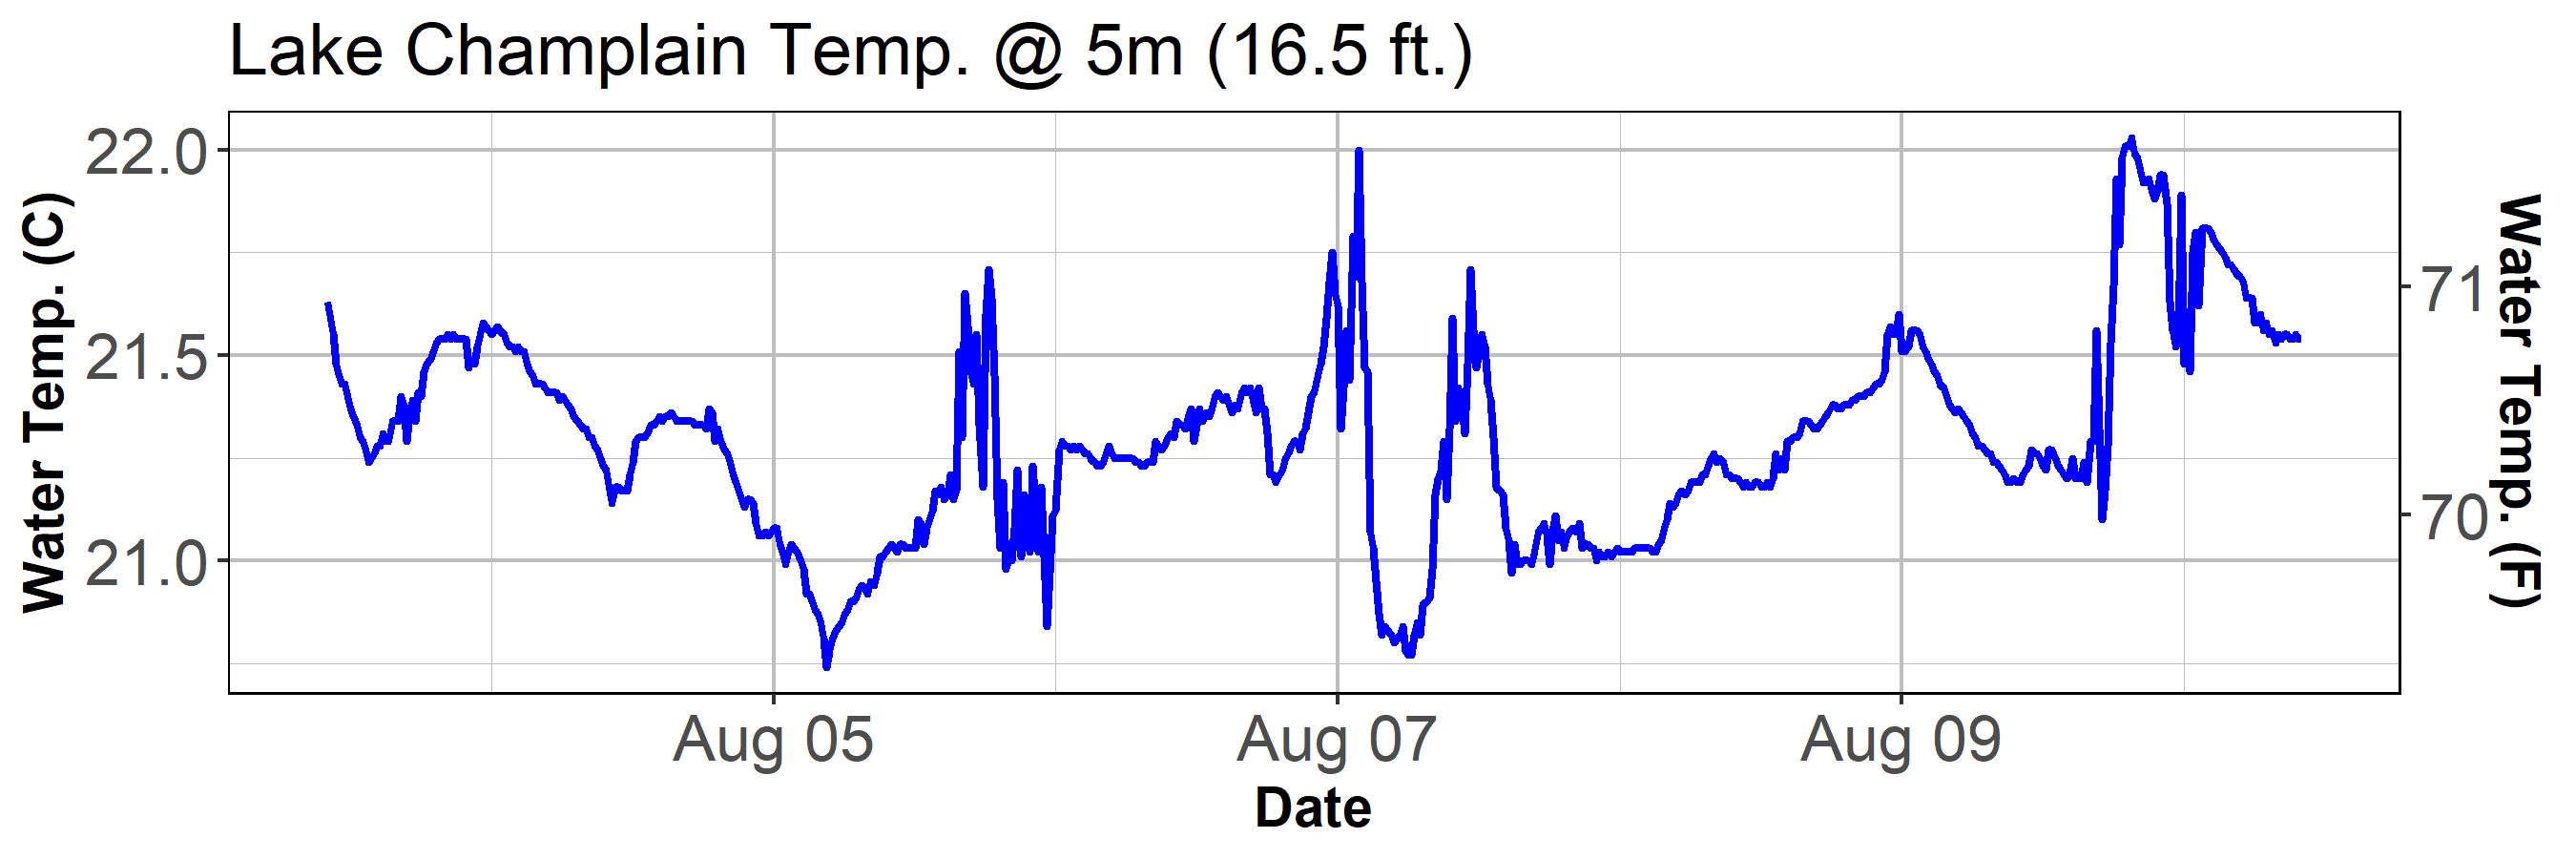 Lake Champlain Temp. @ 5m (16.5 ft.)
Water Temp. (C)
22.0
21.5
21.0
71
70
Water Temp. (F)
Aug 05
Aug 07
Aug 09
Date